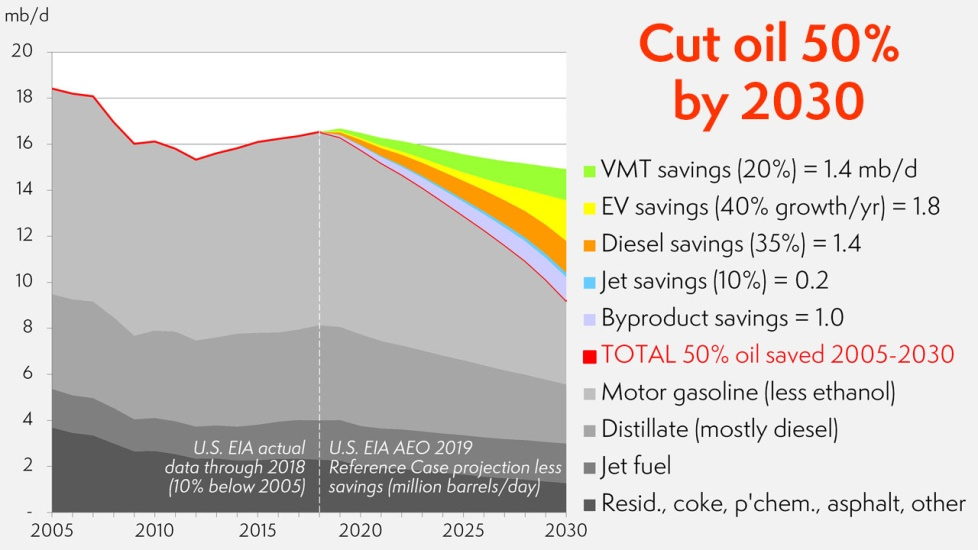 mb/d
Cut oil 50%
by 2030
20
18
16
14
12
10
8
6
4
2
-
VMT savings (20%) = 1.4 mb/d
EV savings (40% growth/yr) = 1.8
Diesel savings (35%) = 1.4
Jet savings (10%) = 0.2
Byproduct savings = 1.0
TOTAL 50% oil saved 2005-2030
Motor gasoline (less ethanol)
Distillate (mostly diesel)
Jet fuel
Resid., coke, p'chem., asphalt, other
U.S. EIA actual
data through 2018
(10% below 2005)
U.S. EIA AEO 2019
Reference Case projection less
savings (million barrels/day)
2005 2010 2015 2020 2025 2030